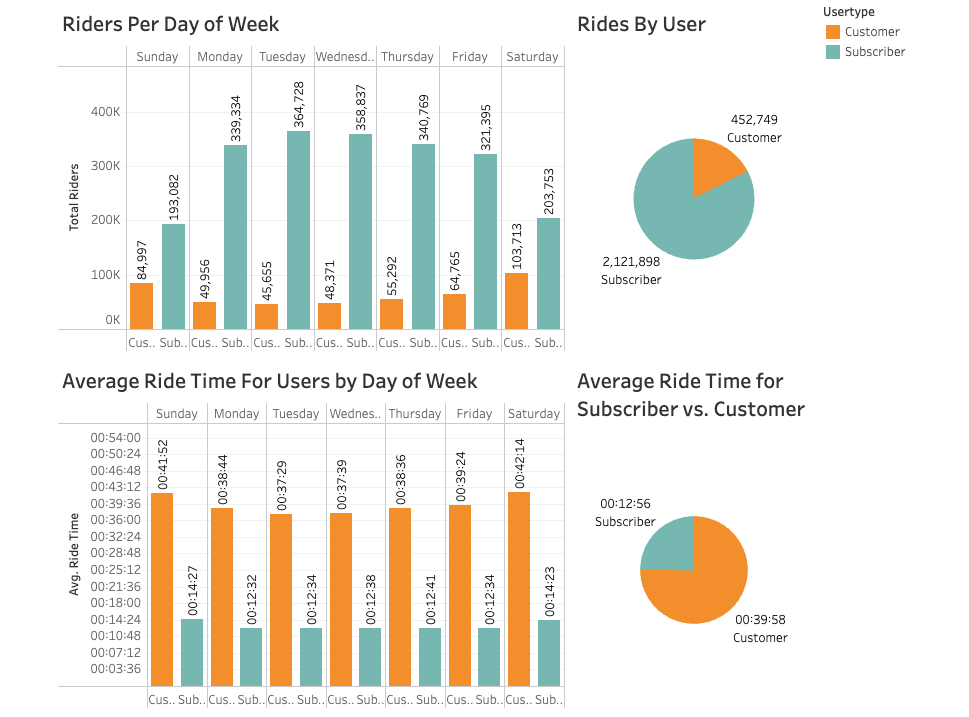 Riders Per Day of Week
Sunday Monday Tuesday Wednesd.. Thursday Friday Saturday
Total Riders
400K
300K
200K
100K
0K
84,997 193,082 49,956 339,334 45,655 364,728 48,371 358,837 55,292 340,769 64,765 321,395 103,713 203,753
Cus.. Sub.. Cus.. Sub.. Cus.. Sub.. Cus.. Sub.. Cus.. Sub.. Cus.. Sub.. Cus.. Sub..
Rides By User
Usertype
Customer
Subscriber
452,749
Customer
2,121,898
Subscriber
Average Ride Time For Users by Day of Week
Sunday Monday Tuesday Wednes.. Thursday Friday Saturday
Avg. Ride Time
00:54:00
00:50:24
00:46:48
00:43:12
00:39:36
00:36:00
00:32:24
00:28:48
00:25:12
00:21:36
00:18:00
00:14:24
00:10:48
00:07:12
00:03:36
00:41:52 00:14:27 00:38:44 00:12:32 00:37:29 00:12:34 00:37:39 00:12:38 00:38:36 00:12:41 00:39:24 00:12:34 00:42:14 00:14:23
Cus.. Sub.. Cus.. Sub.. Cus.. Sub.. Cus.. Sub.. Cus.. Sub.. Cus.. Sub.. Cus.. Sub..
Average Ride Time for
Subscriber vs. Customer
00:12:56
Subscriber
00:39:58
Customer